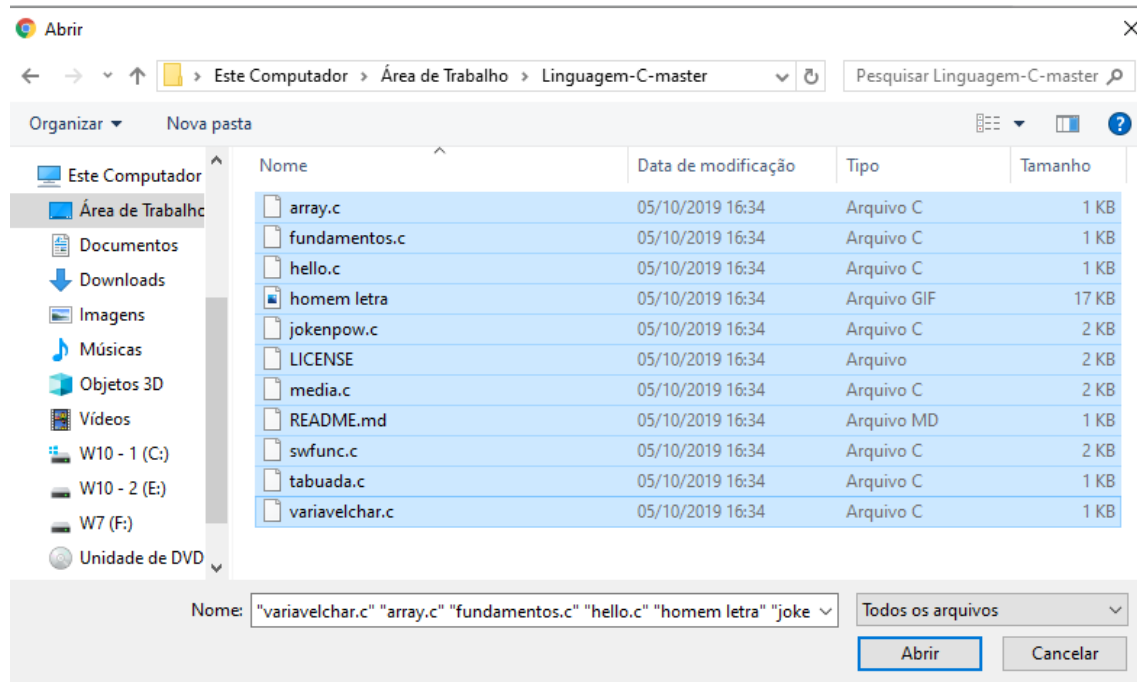 Abrir
Este Computador > Área de Trabalho > Linguagem-C-master
Pesquisar Linguagem-C-master
Organizar Nova pasta
Nome Data de modificação Tipo Tamanho
Este Computador
Área de Trabalho
Documentos
Downloads
Imagens
Músicas
Objetos 3D
Vídeos
W10 - 1 (C:)
W10 - 2 (E:)
W7 (F:)
Unidade de DVD
array.c 05/10/2019 16:34 Arquivo C 1 KB
fundamentos.c 05/10/2019 16:34 Arquivo C 1 KB
hello.c 05/10/2019 16:34 Arquivo C 1 KB
homem letra 05/10/2019 16:34 Arquivo GIF 17 KB
jokenpow.c 05/10/2019 16:34 Arquivo C 2 KB
LICENSE 05/10/2019 16:34 Arquivo 2 KB
media.c 05/10/2019 16:34 Arquivo C 2 KB
README.md 05/10/2019 16:34 Arquivo MD 1 KB
swfunc.c 05/10/2019 16:34 Arquivo C 2 KB
tabuada.c 05/10/2019 16:34 Arquivo C 1 KB
variavelchar.c 05/10/2019 16:34 Arquivo C 1 KB
Nome: "variavelchar.c" "array.c" "fundamentos.c" "hello.c" "homem letra" "joke
Todos os arquivos
Abrir Cancelar